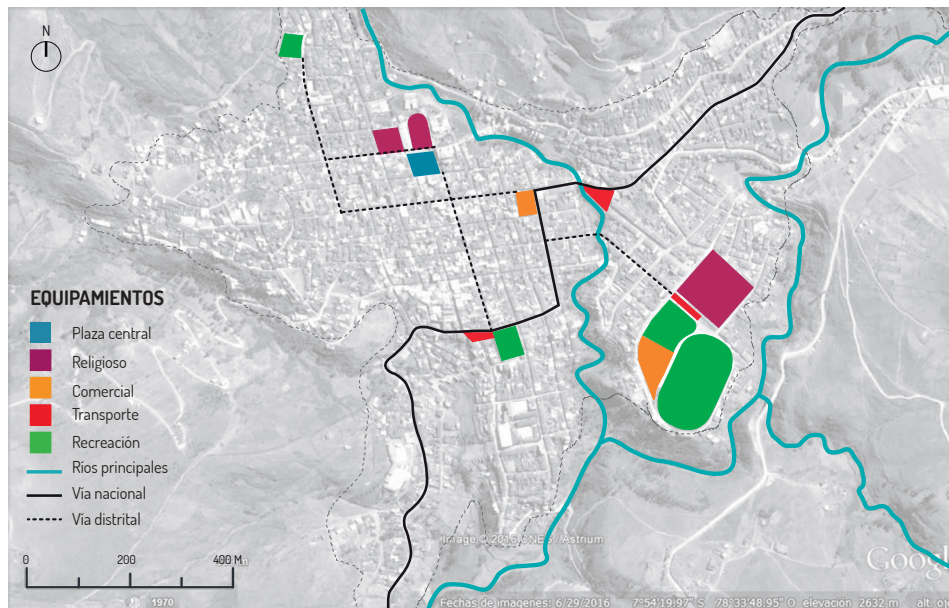 N
EQUIPAMIENTOS
Plaza central
Religioso
Comercial
Transporte
Recreación
Ríos principales
Vía nacional
Vía distrital
0 200 400 M
Image © 2016 CNES / Astrium
Google
1970
Fechas de imágenes: 6/29/2016 7°54'19.97" S 78°33'48.95" O elevación 2632 m alt. o